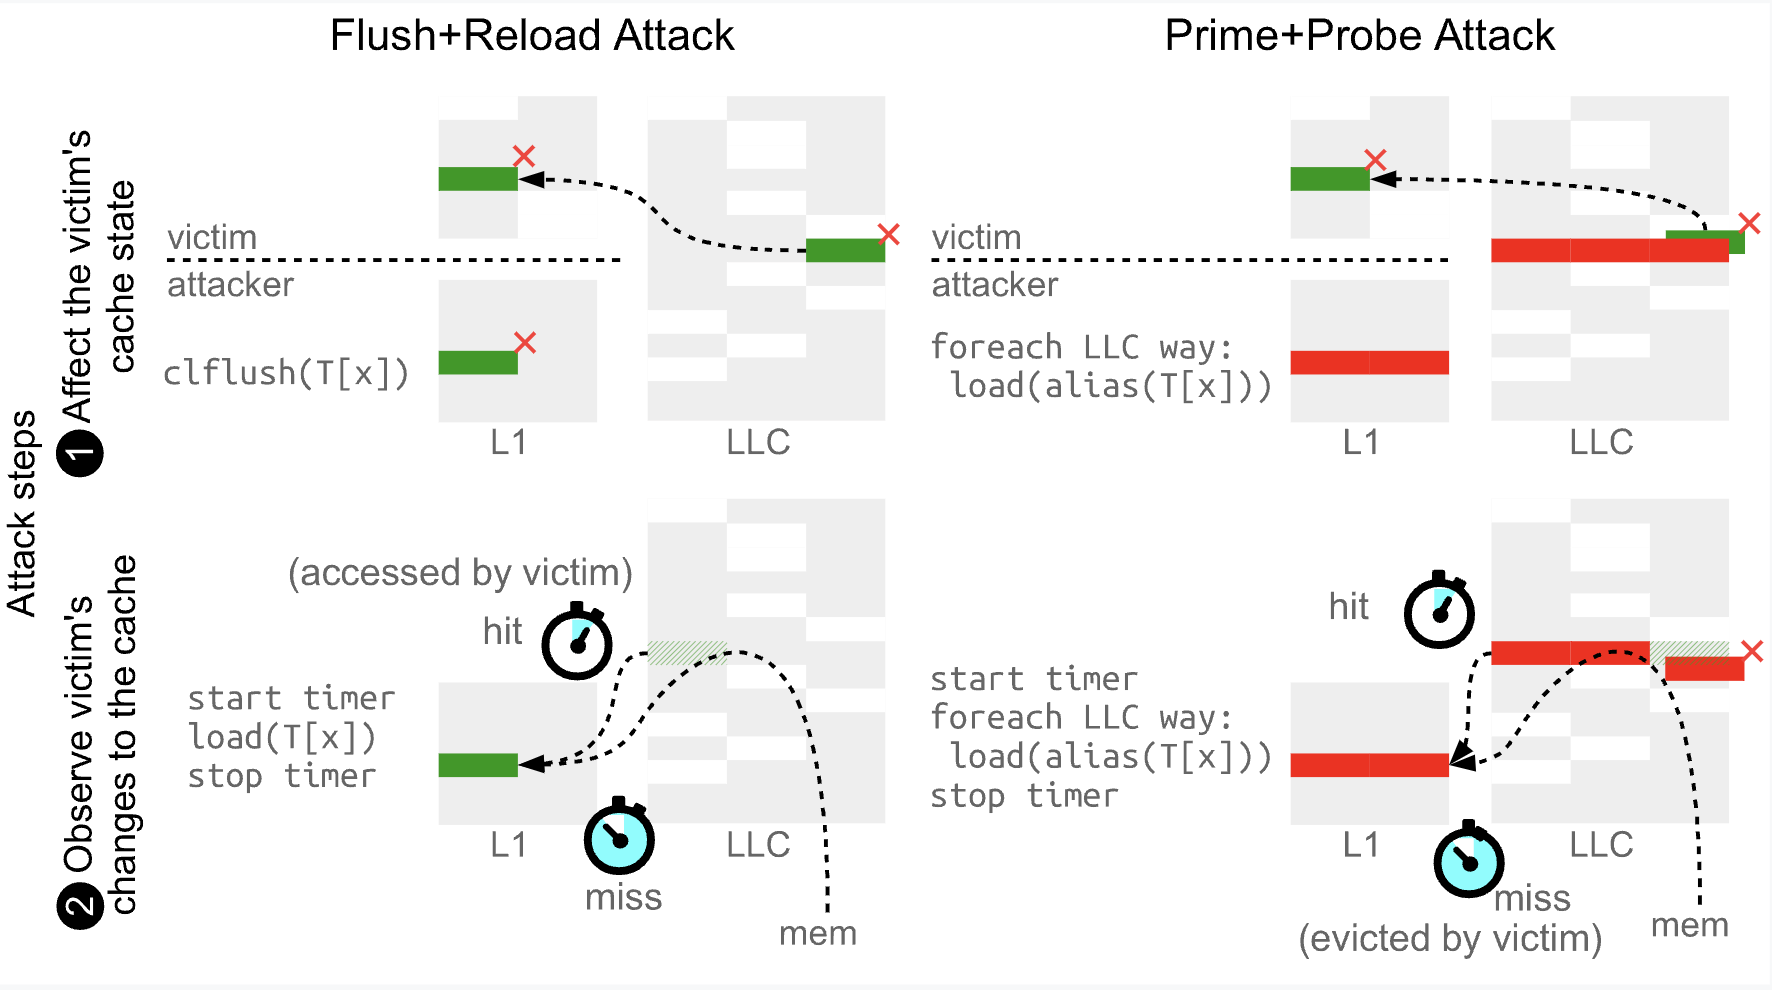 Flush+Reload Attack
Prime+Probe Attack
Attack steps
1 Affect the victim's
cache state
victim
attacker
clflush(T[x])
L1
LLC
victim
attacker
foreach LLC way:
load(alias(T[x]))
L1
LLC
2 Observe victim's
changes to the cache
(accessed by victim)
hit
start timer
load(T[x])
stop timer
L1
LLC
miss
mem
hit
start timer
foreach LLC way:
load(alias(T[x]))
stop timer
L1
LLC
miss
(evicted by victim)
mem